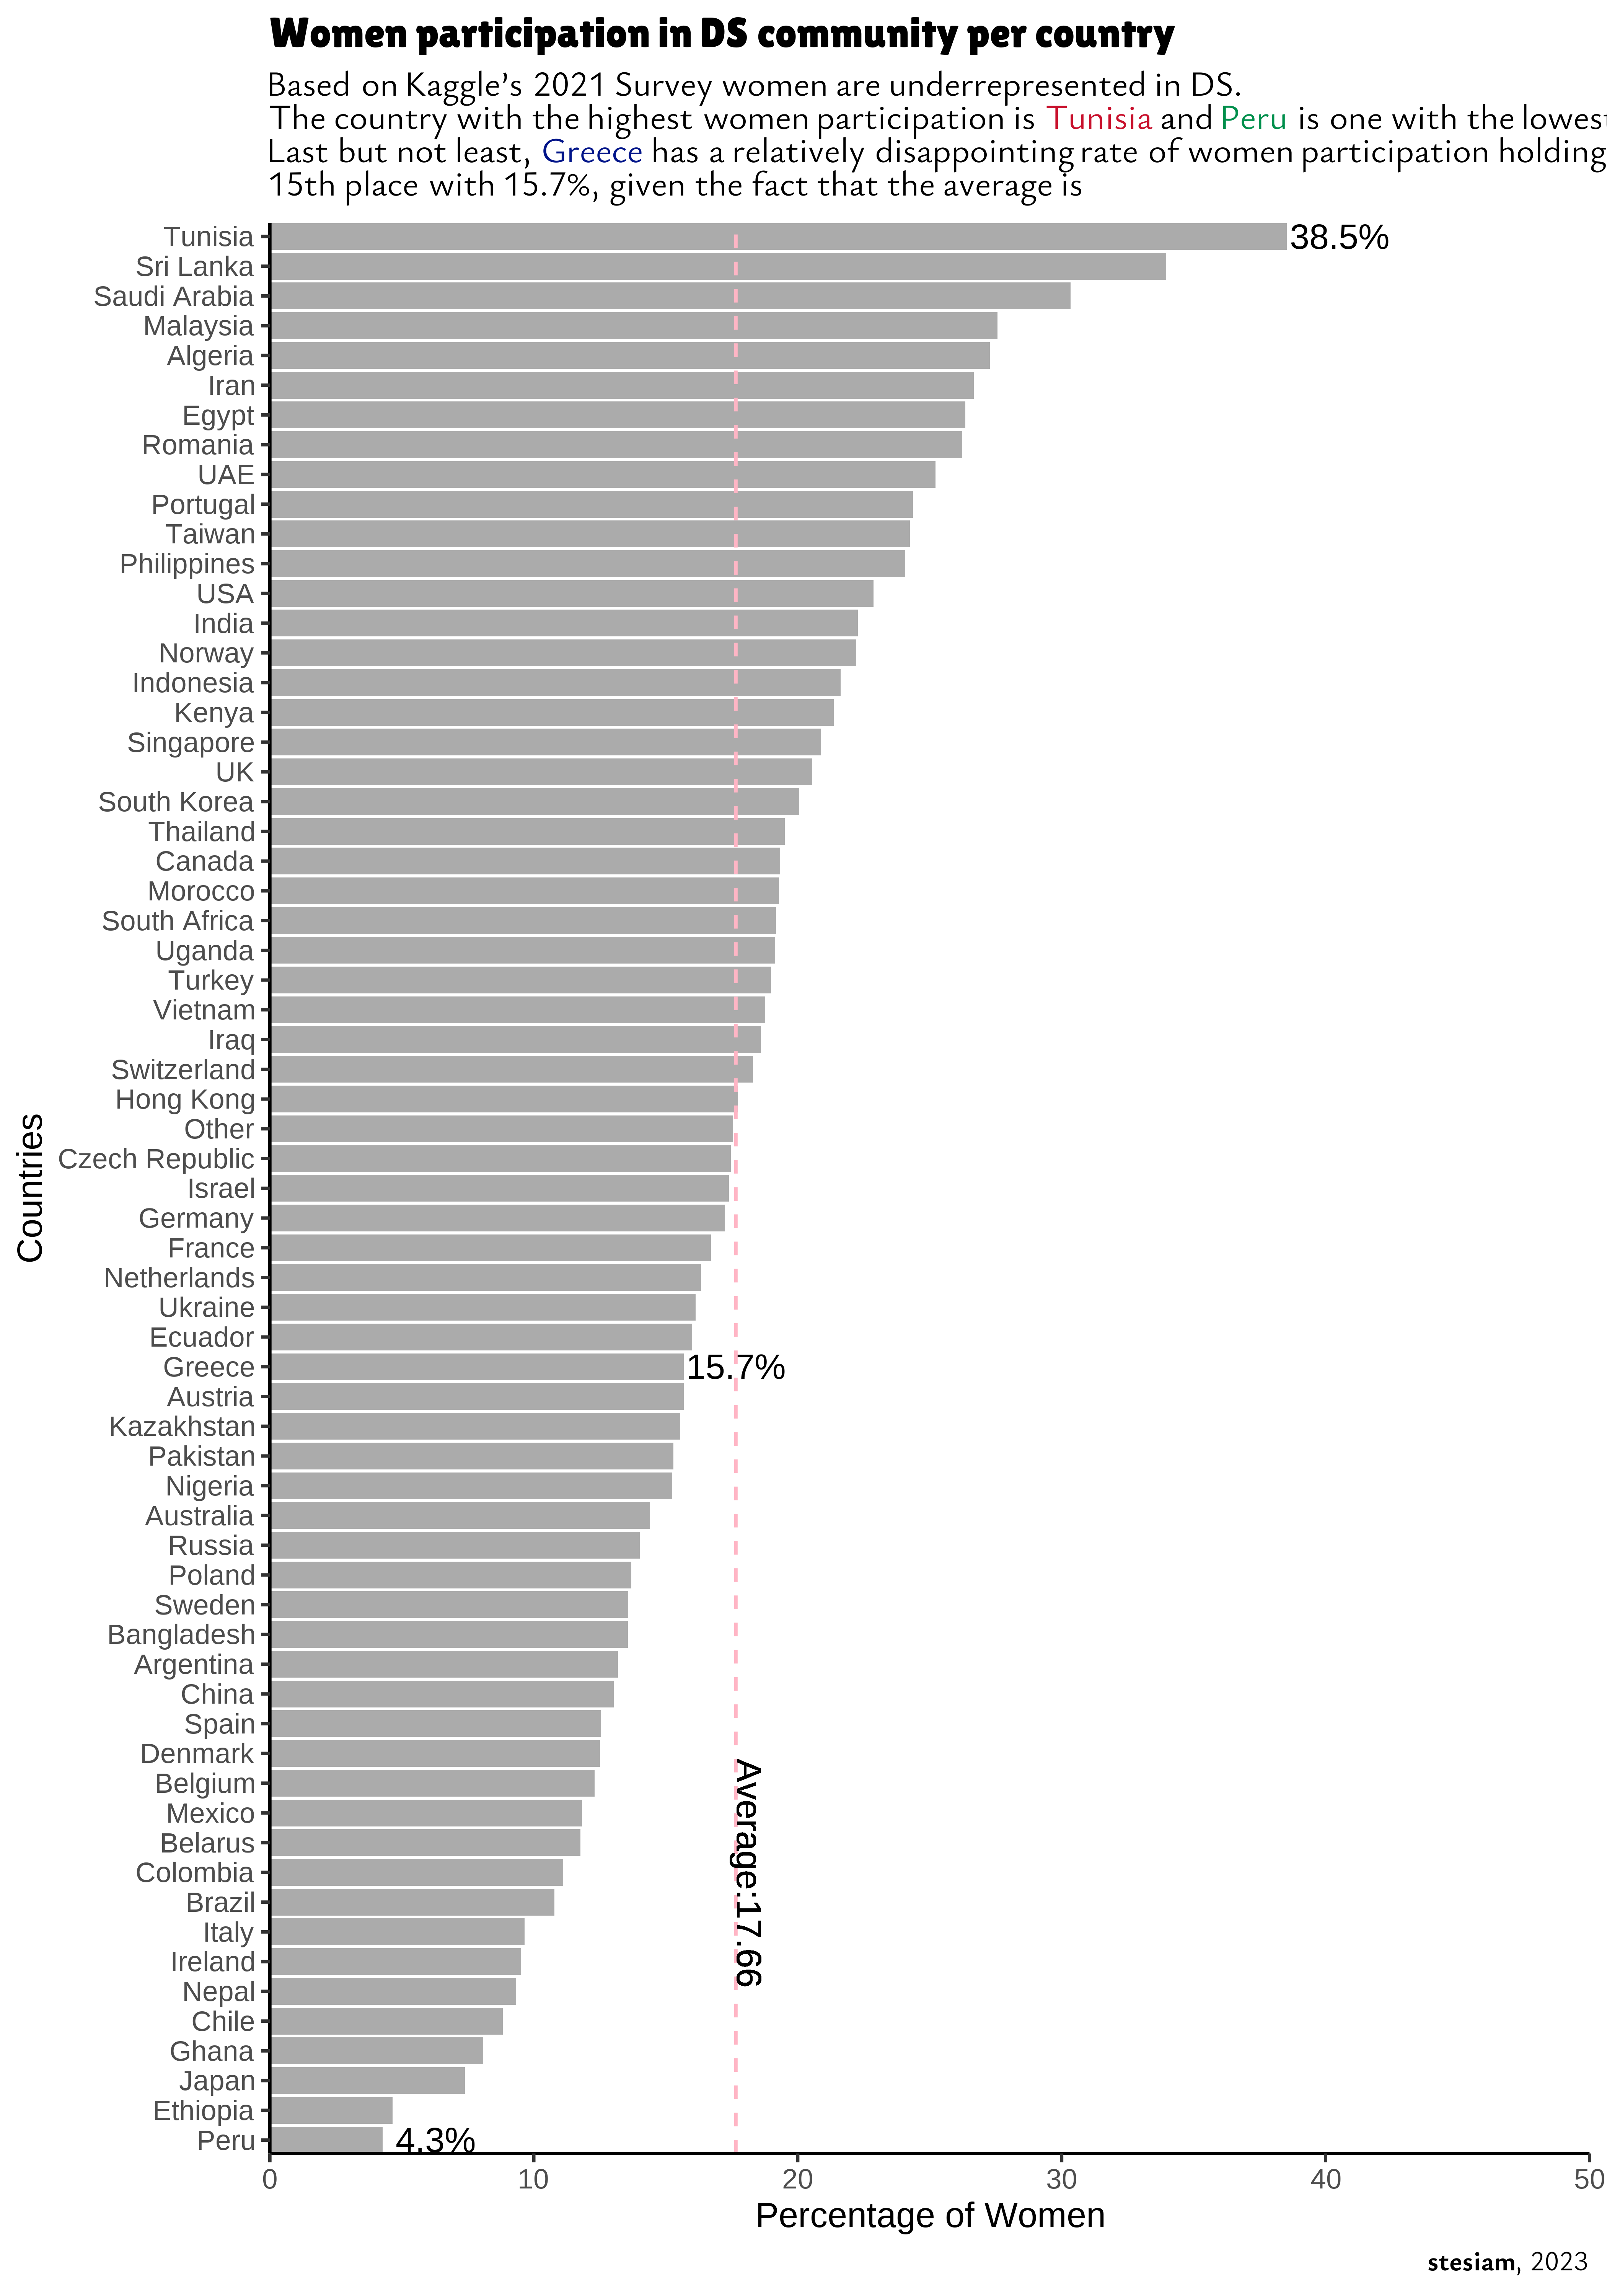 Women participation in DS community per country
Based on Kaggle's 2021 Survey women are underrepresented in DS.
The country with the highest women participation is Tunisia and Peru is one with the lowest
Last but not least, Greece has a relatively disappointing rate of women participation holding
15th place with 15.7%, given the fact that the average is
Tunisia
38.5%
Sri Lanka
Saudi Arabia
Malaysia
Algeria
Iran
Egypt
Romania
UAE
Portugal
Taiwan
Philippines
USA
India
Norway
Indonesia
Kenya
Singapore
UK
South Korea
Thailand
Canada
Morocco
South Africa
Uganda
Turkey
Vietnam
Iraq
Switzerland
Hong Kong
Other
Czech Republic
Israel
Germany
France
Netherlands
Ukraine
Ecuador
Greece
15.7%
Austria
Kazakhstan
Pakistan
Nigeria
Australia
Russia
Poland
Sweden
Bangladesh
Argentina
China
Spain
Denmark
Belgium
Mexico
Belarus
Colombia
Brazil
Italy
Ireland
Nepal
Chile
Ghana
Japan
Ethiopia
Peru
4.3%
Average:17.66
Countries
0 10 20 30 40 50
Percentage of Women
stesiam, 2023